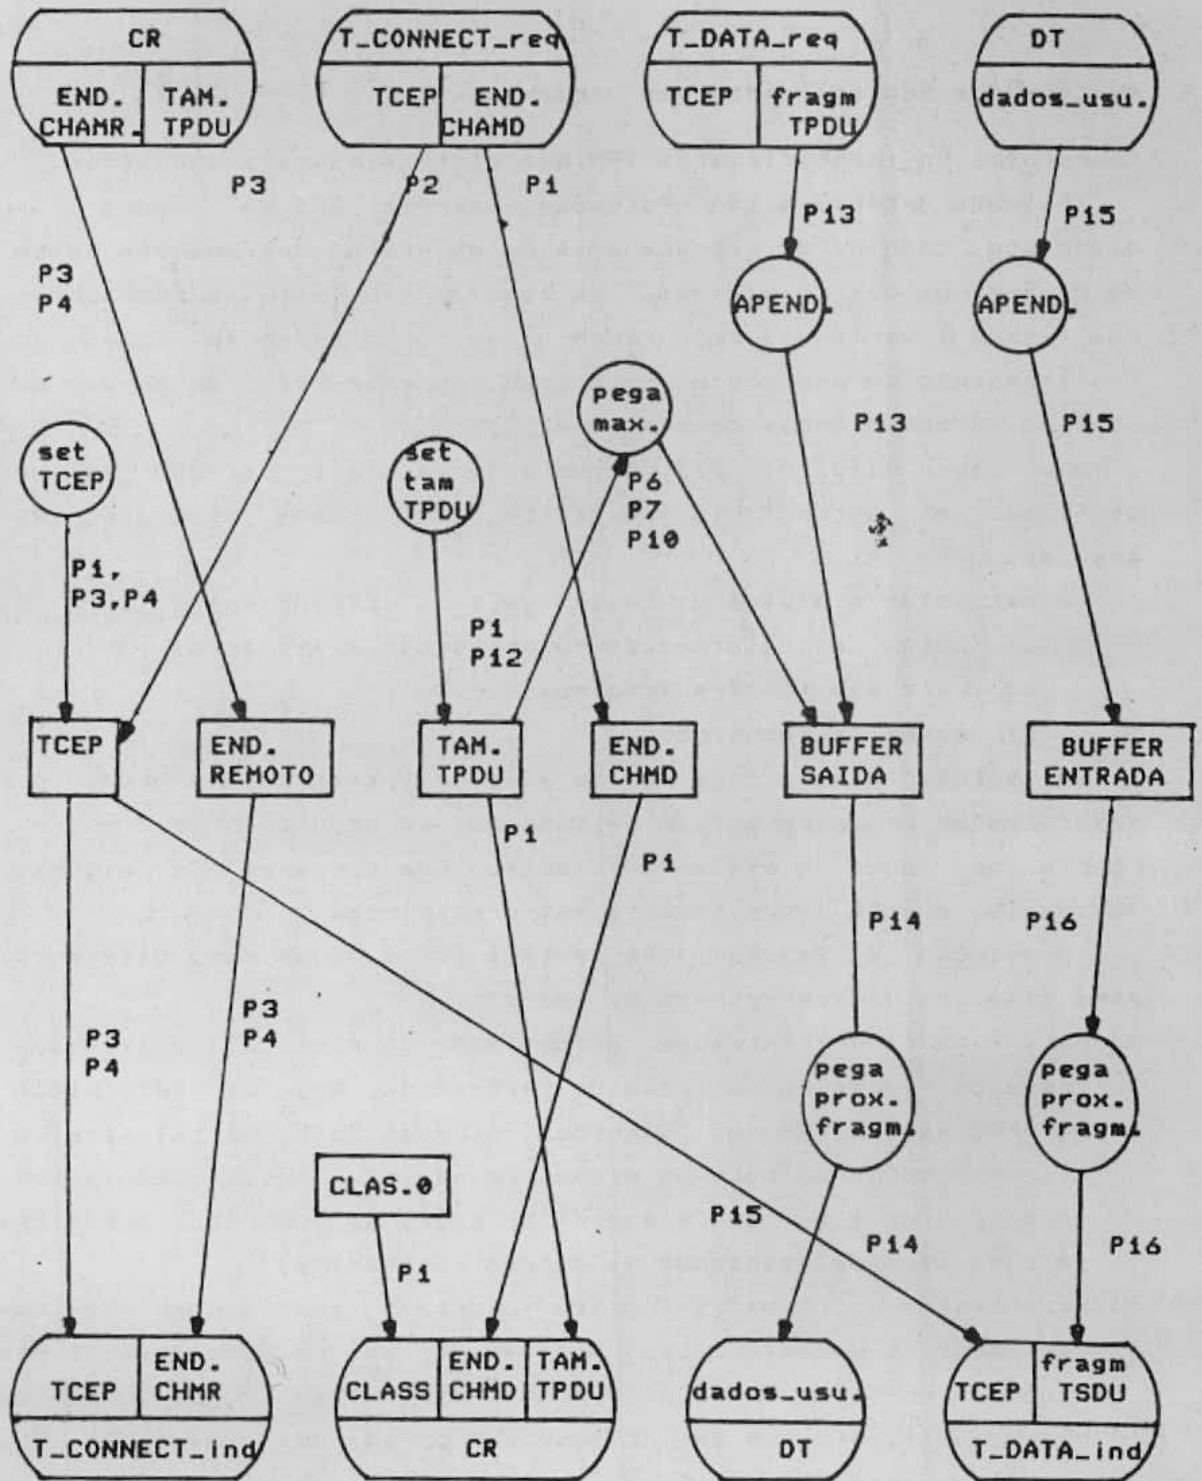 CR
END. CHAMR.
TAM. TPDU
T_CONNECT_req
TCEP
END. CHAMD
T_DATA_req
TCEP
fragm TPDU
DT
dados_usu.
P3
P2
P1
P13
P15
P3
P4
APEND.
APEND.
set
TCEP
set
tam
TPDU
pega
max.
P13
P15
P6
P7
P10
P1,
P3,P4
P1
P12
TCEP
END.
REMOTO
TAM.
TPDU
END.
CHMD
BUFFER
SAIDA
BUFFER
ENTRADA
P1
P1
P14
P16
P3
P4
P3
P4
pega
prox.
fragm.
pega
prox.
fragm.
CLAS.0
P15
P14
P16
P1
TCEP
END.
CHMR
T_CONNECT_ind
CLASS
END.
CHMD
TAM.
TPDU
CR
dados_usu.
DT
TCEP
fragm
TSDU
T_DATA_ind